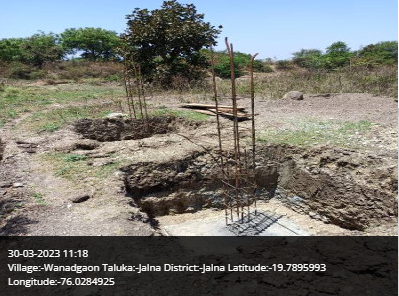 30-03-2023 11:18
Village:-Wanadgaon Taluka:-Jalna District:-Jalna Latitude:-19.7895993
Longitude:-76.0284925